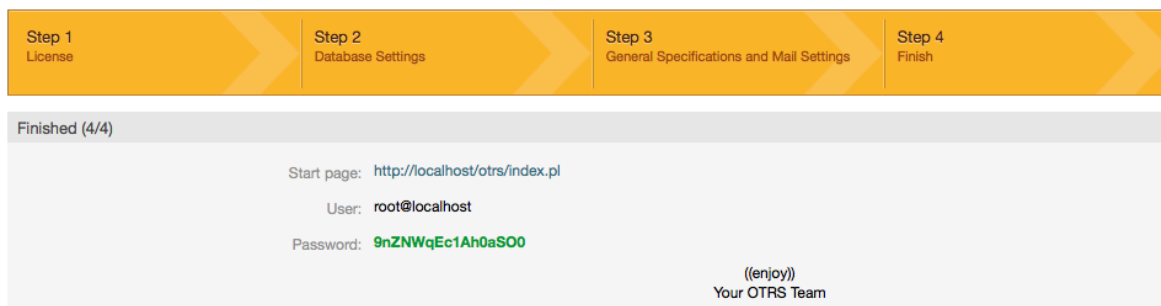 Step 1
License
Step 2
Database Settings
Step 3
General Specifications and Mail Settings
Step 4
Finish
Finished (4/4)
Start page: http://localhost/otrs/index.pl
User: root@localhost
Password: 9nZNWqEc1Ah0aSO0
((enjoy))
Your OTRS Team